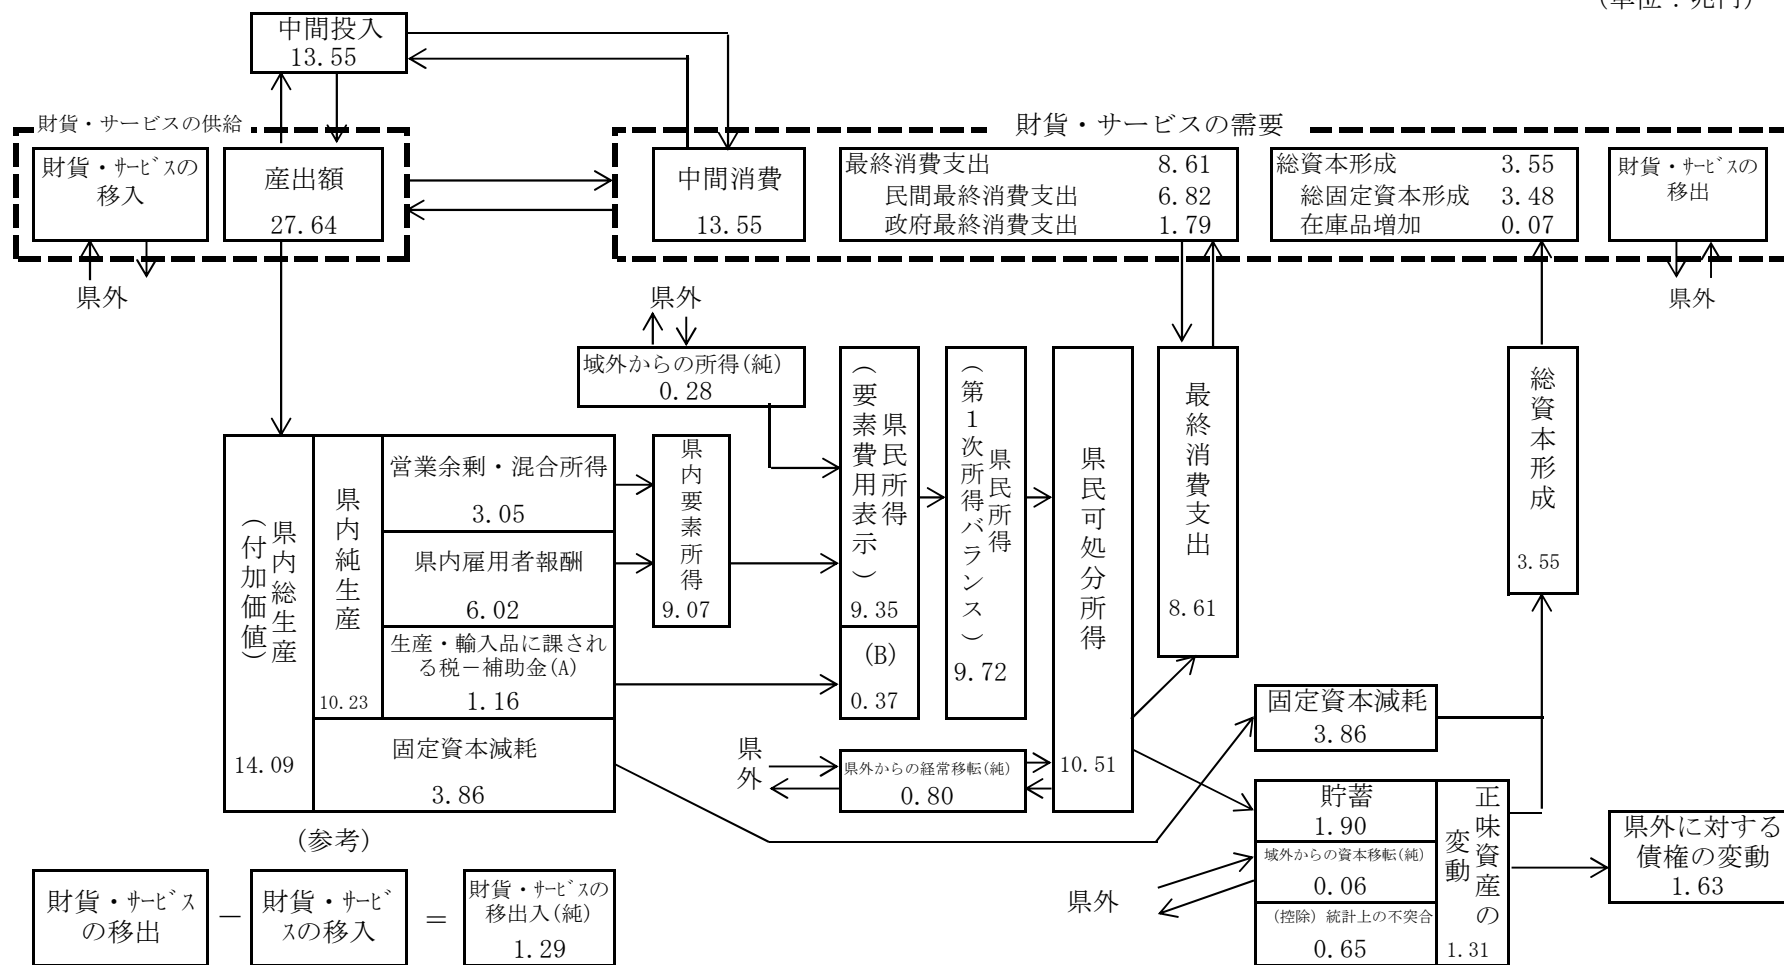 (単位:兆円)
中間投入
13.55
財貨・サービスの供給
財貨・サービスの
移入
産出額
27.64
県外
財貨・サービスの需要
中間消費
13.55
最終消費支出 8.61
民間最終消費支出 6.82
政府最終消費支出 1.79
総資本形成 3.55
総固定資本形成 3.48
在庫品増加 0.07
財貨・サービスの
移出
県外
県外
域外からの所得(純)
0.28
県内総生産
(付加価値)
14.09
県内純生産
10.23
営業余剰・混合所得
3.05
県内雇用者報酬
6.02
生産・輸入品に課され
る税－補助金(A)
1.16
固定資本減耗
3.86
県内要素所得
9.07
県民所得
(要素費用表示)
9.35
(B)
0.37
県民所得
(第1次所得バランス)
9.72
県民可処分所得
10.51
県外
県外からの経常移転(純)
0.80
最終消費支出
8.61
総資本形成
3.55
固定資本減耗
3.86
貯蓄
1.90
域外からの資本移転(純)
0.06
(控除)統計上の不突合
0.65
正味資産の
変動
1.31
県外
県外に対する
債権の変動
1.63
(参考)
財貨・サービス
の移出
－
財貨・サービ
スの移入
＝
財貨・サービスの
移出入(純)
1.29